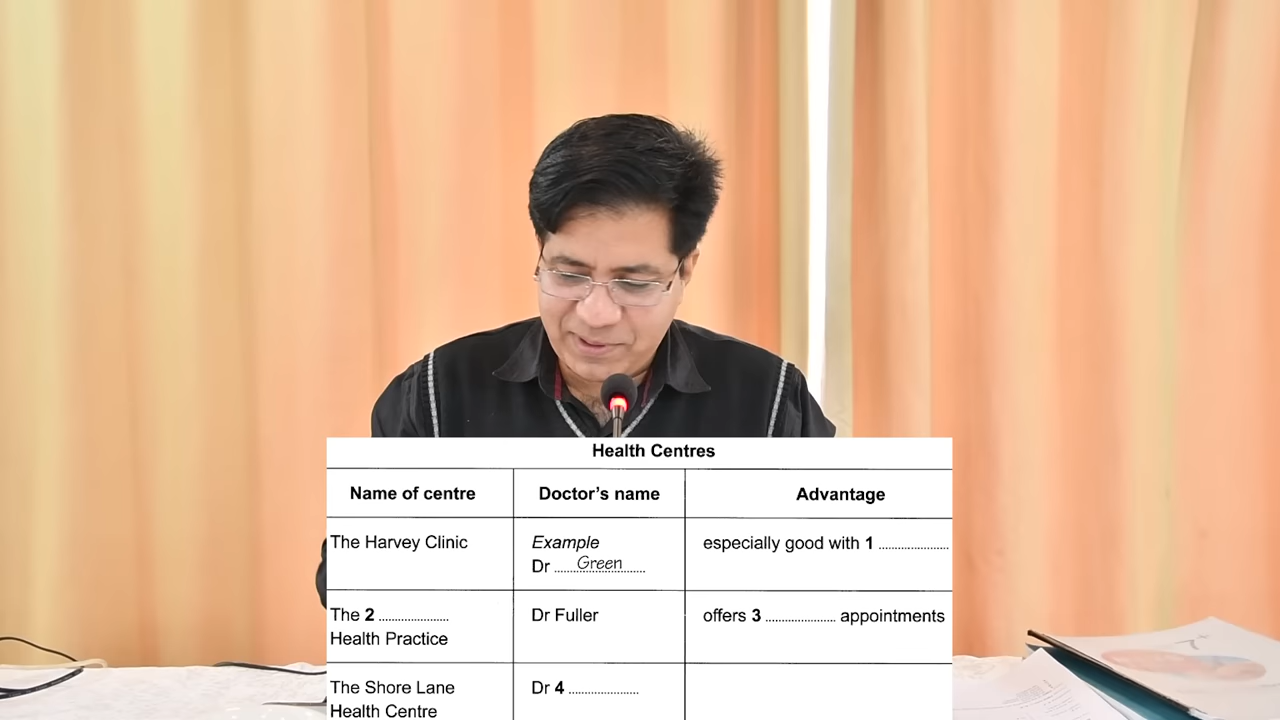 Health Centres
Name of centre Doctor's name Advantage
The Harvey Clinic Example especially good with 1 ....................
Dr ......Green......
The 2 .................... Dr Fuller offers 3 .................... appointments
Health Practice
The Shore Lane Dr 4 ....................
Health Centre